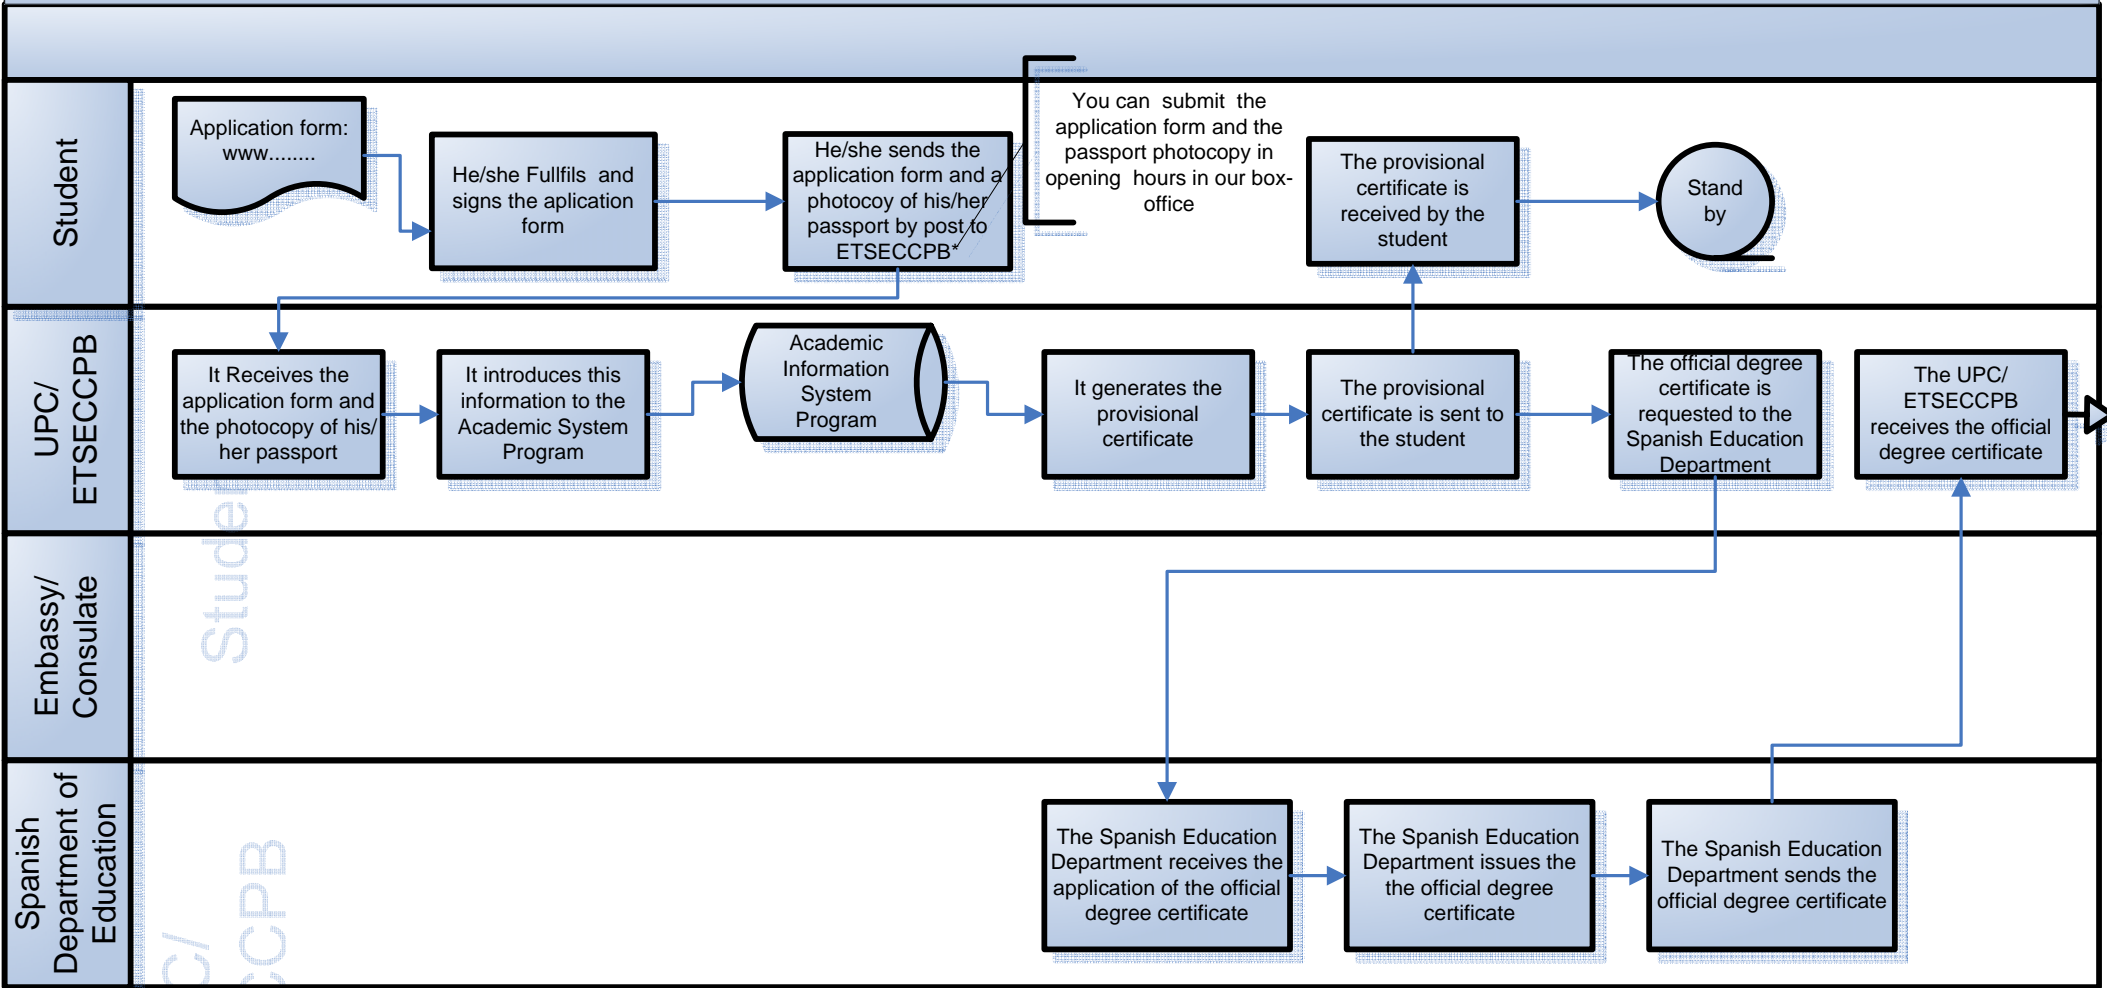 Student
Application form:
www........
He/she Fullfils and
signs the aplication
form
He/she sends the
application form and a
photocoy of his/her
passport by post to
ETSECCPB*
You can submit the
application form and the
passport photocopy in
opening hours in our box-
office
The provisional
certificate is
received by the
student
Stand
by
UPC/
ETSECCPB
It Receives the
application form and
the photocopy of his/
her passport
It introduces this
information to the
Academic System
Program
Academic
Information
System
Program
It generates the
provisional
certificate
The provisional
certificate is sent to
the student
The official degree
certificate is
requested to the
Spanish Education
Department
The UPC/
ETSECCPB
receives the official
degree certificate
Embassy/
Consulate
Spanish
Department of
Education
The Spanish Education
Department receives the
application of the official
degree certificate
The Spanish Education
Department issues the
the official degree
certificate
The Spanish Education
Department sends the
official degree certificate